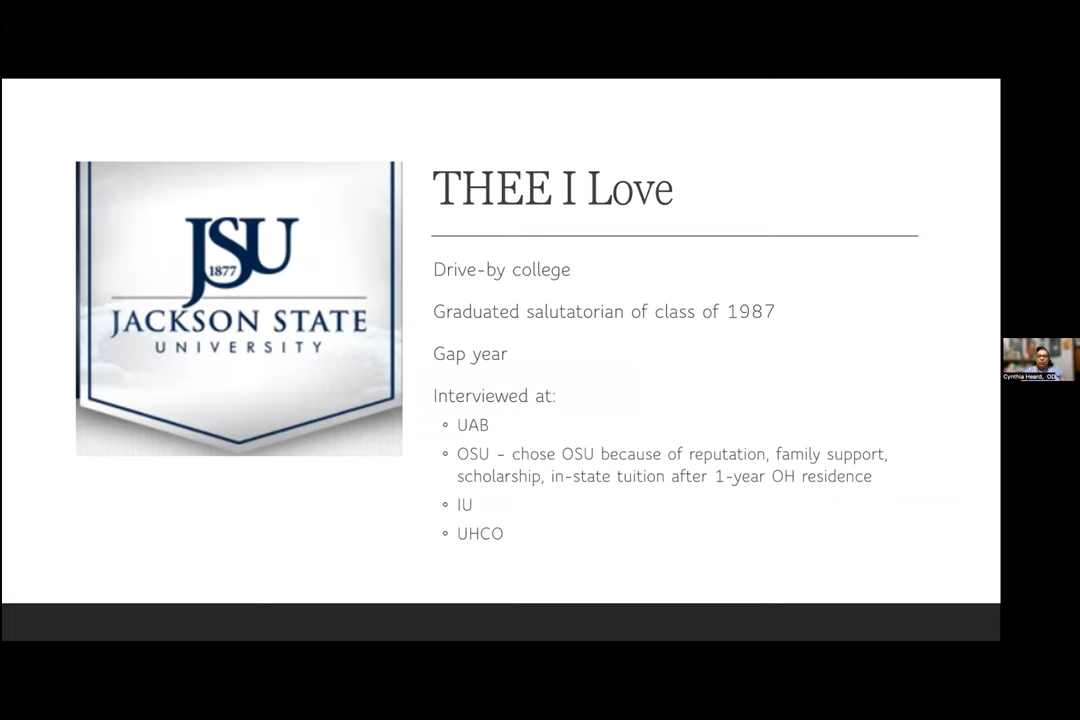 THEE I Love
JSU
1877
JACKSON STATE
UNIVERSITY
Drive-by college
Graduated salutatorian of class of 1987
Gap year
Interviewed at:
◦ UAB
◦ OSU – chose OSU because of reputation, family support,
scholarship, in-state tuition after 1-year OH residence
◦ IU
◦ UHCO
Cynthia Heard, OD